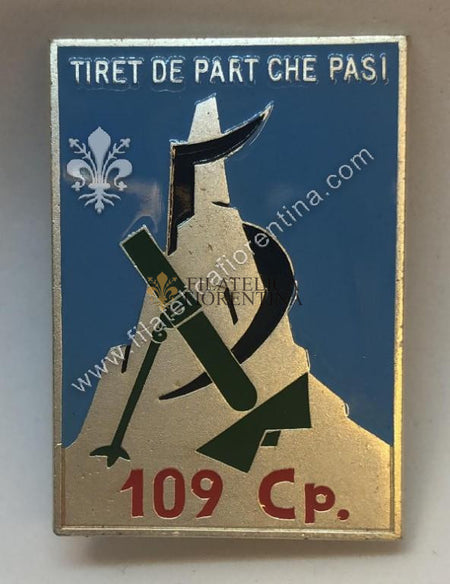 TIRET DE PART CHE PASI
www.filateliafiorentina.com
FILATELIA
FIORENTINA
109 Cp.